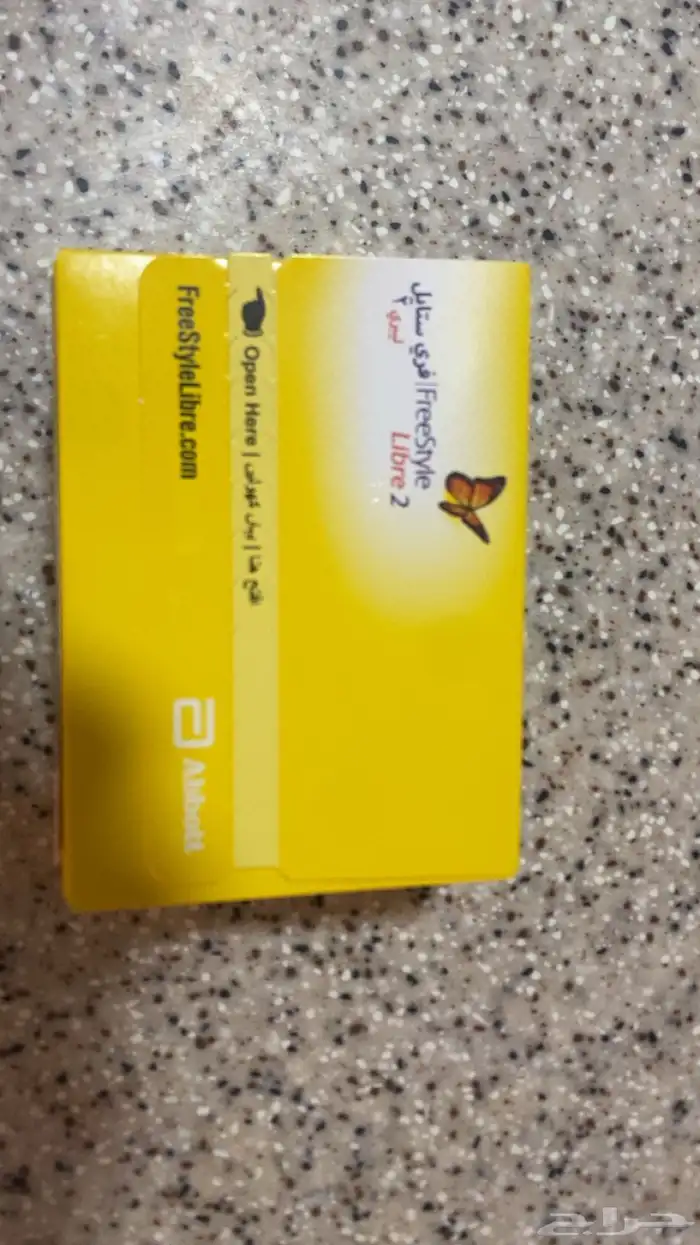 فري ستايل | FreeStyle
ليبري ٢ Libre 2
Open Here | افتح هنا
FreeStyleLibre.com
Abbott
حراج